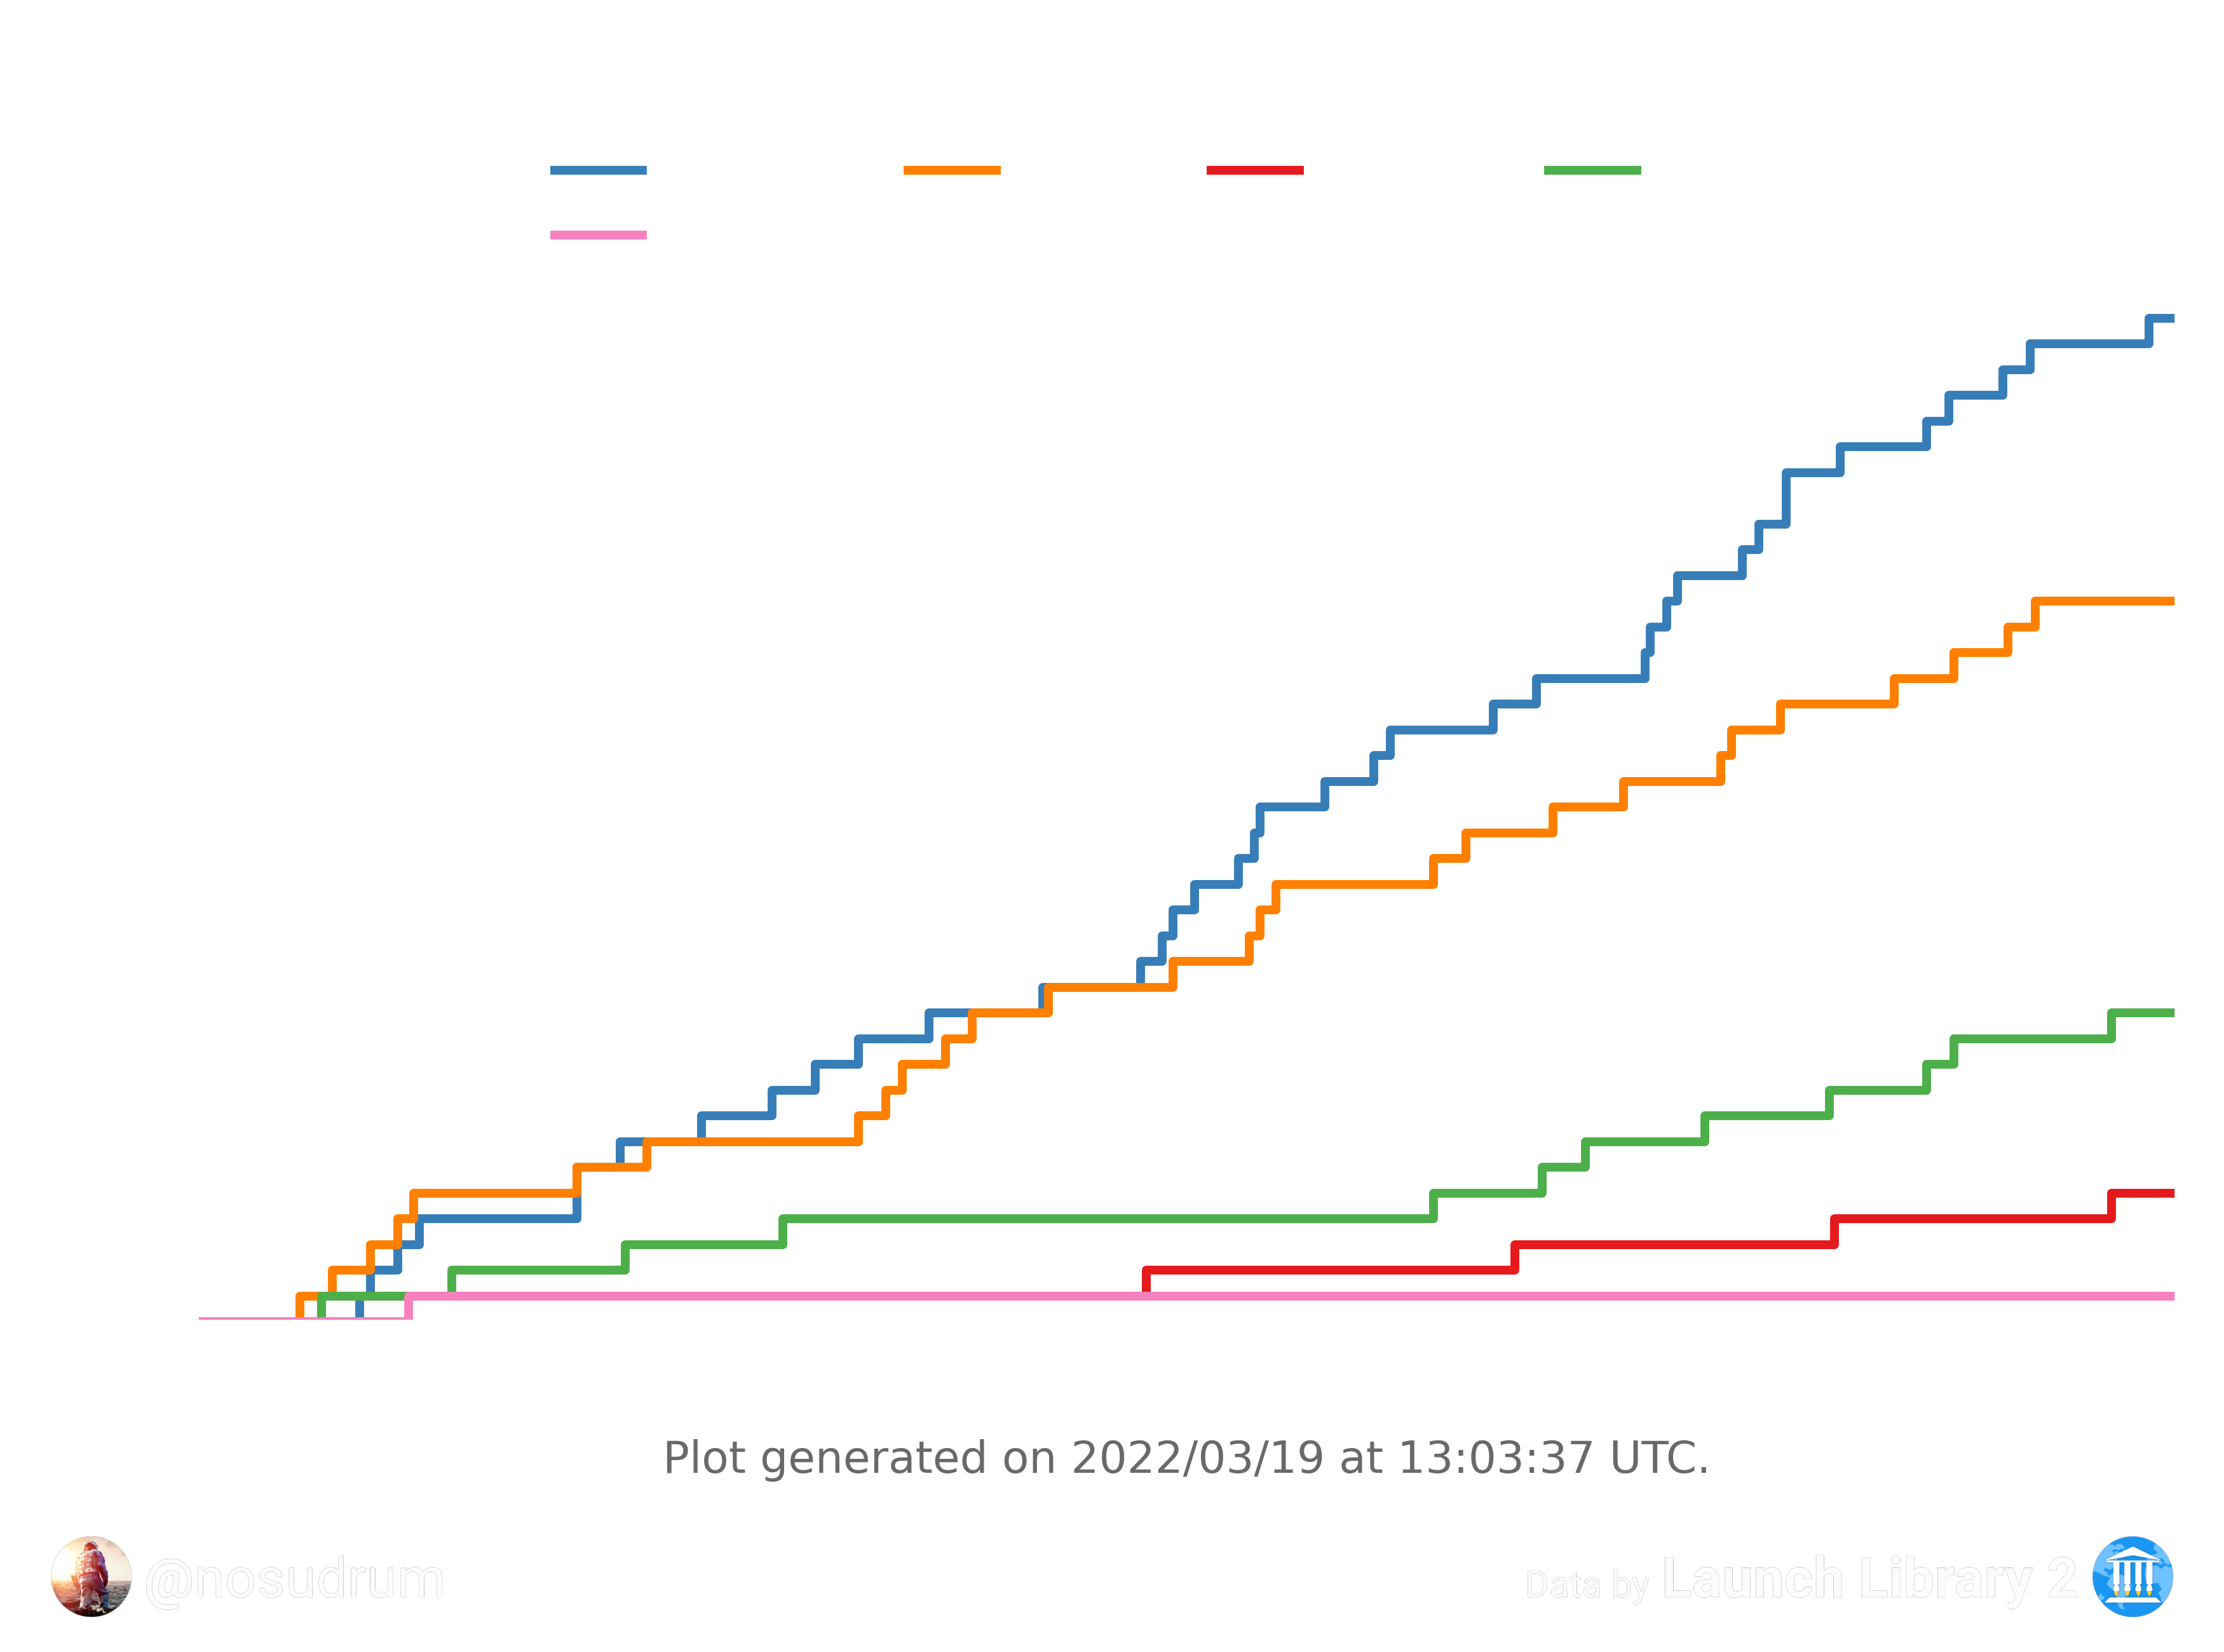 Plot generated on 2022/03/19 at 13:03:37 UTC.
@nosudrum
Data by Launch Library 2